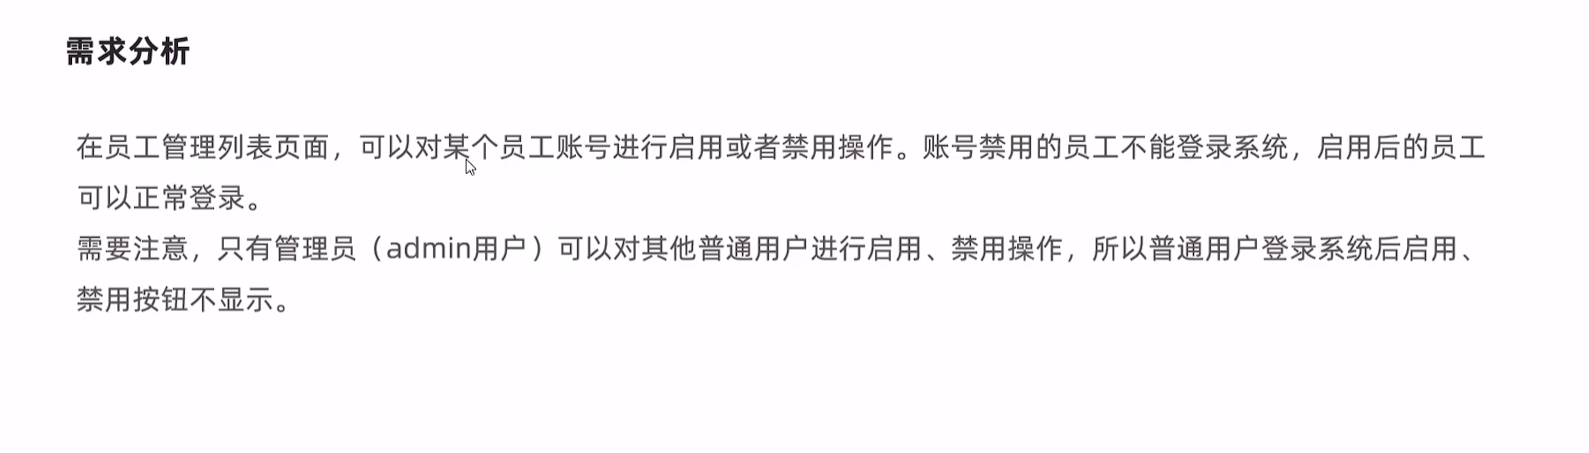 需求分析
在员工管理列表页面，可以对某个员工账号进行启用或者禁用操作。账号禁用的员工不能登录系统，启用后的员工
可以正常登录。
需要注意，只有管理员（admin用户）可以对其他普通用户进行启用、禁用操作，所以普通用户登录系统后启用、
禁用按钮不显示。